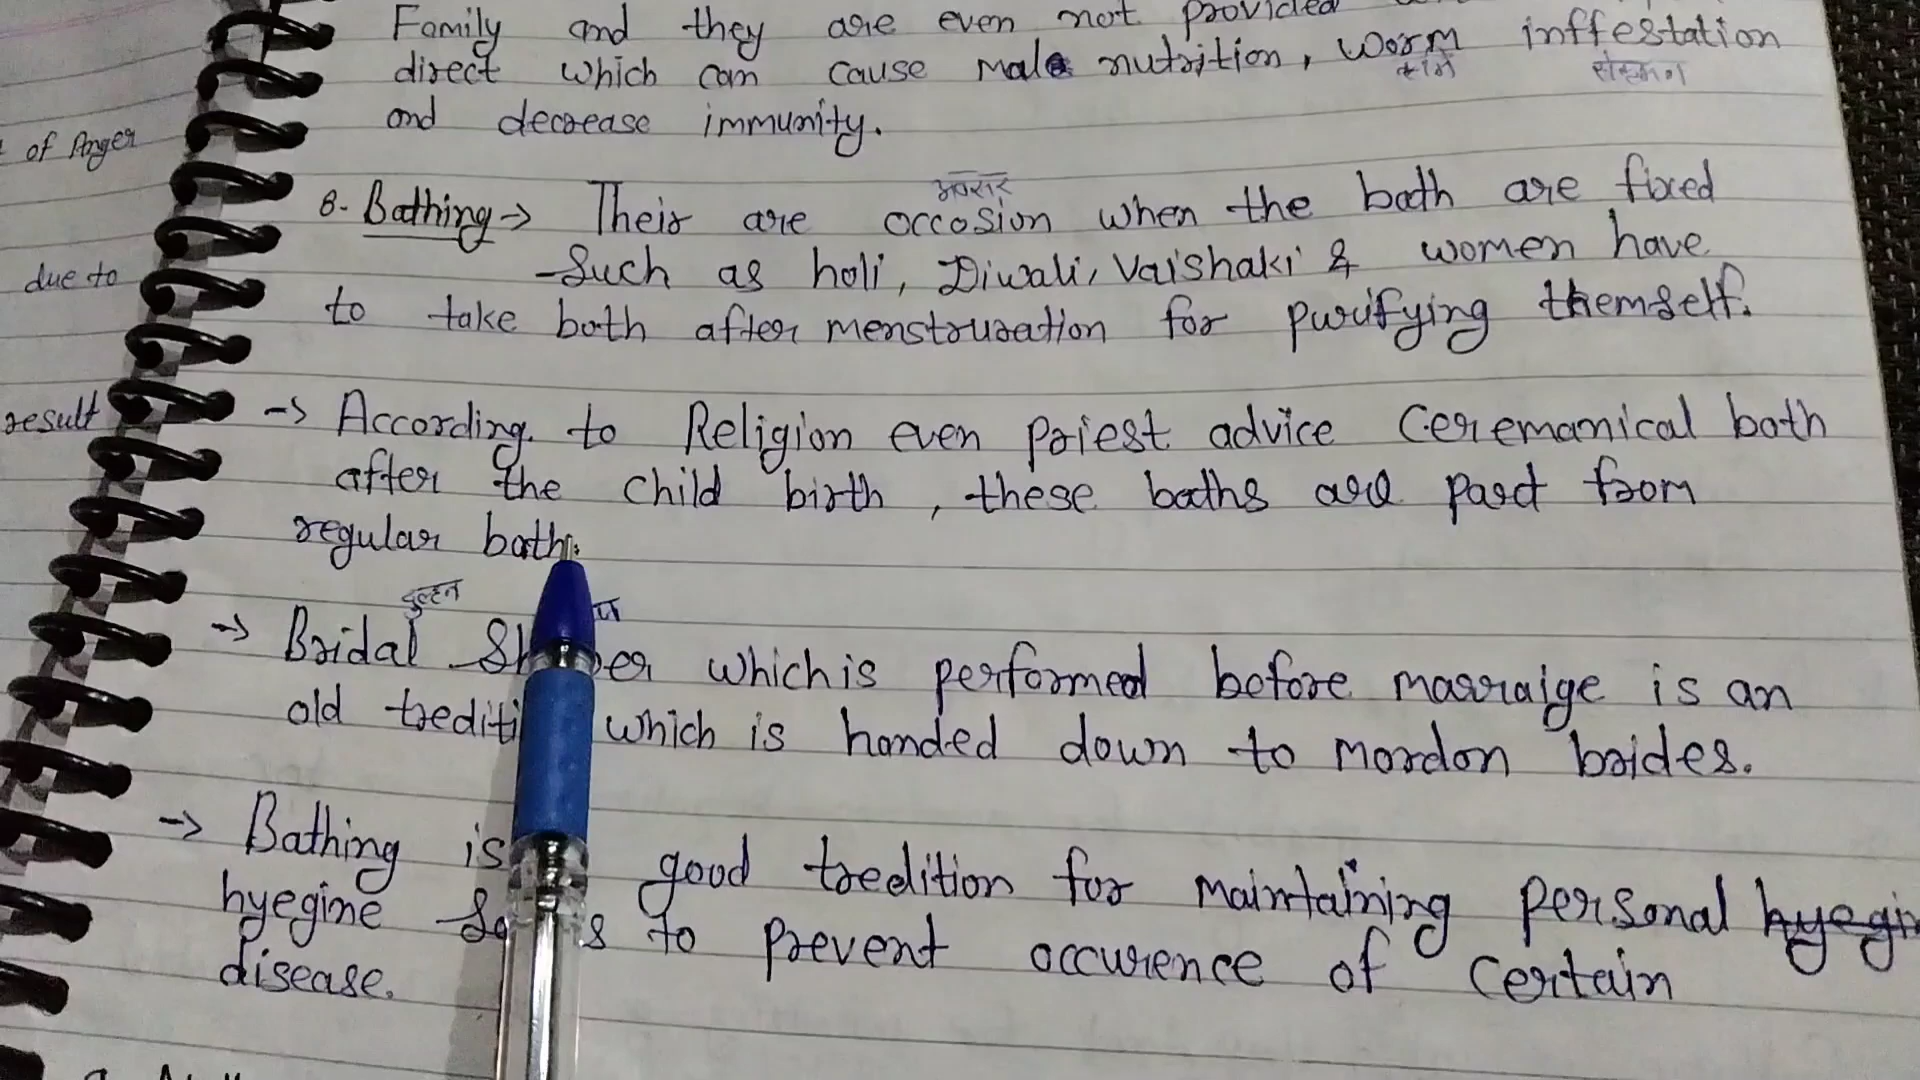 Family and they are even not provided
direct which can cause male nutrition, worm inffestation
and decrease immunity.
of Anger
अवसर
8. Bathing → Their are occosion when the bath are fixed
-Such as holi, Diwali, Vaishaki & women have
due to
to take bath after menstruration for purifying themself.
result
→ According. to Religion even priest advice Ceremanical bath
after the child birth, these baths are part from
regular bath.
दुल्हन
→ Bridal which is performed before marraige is an
old which is handed down to mordon brides.
→ Bathing is good tredition for maintaining personal
hyegine to prevent occurence of certain
disease.